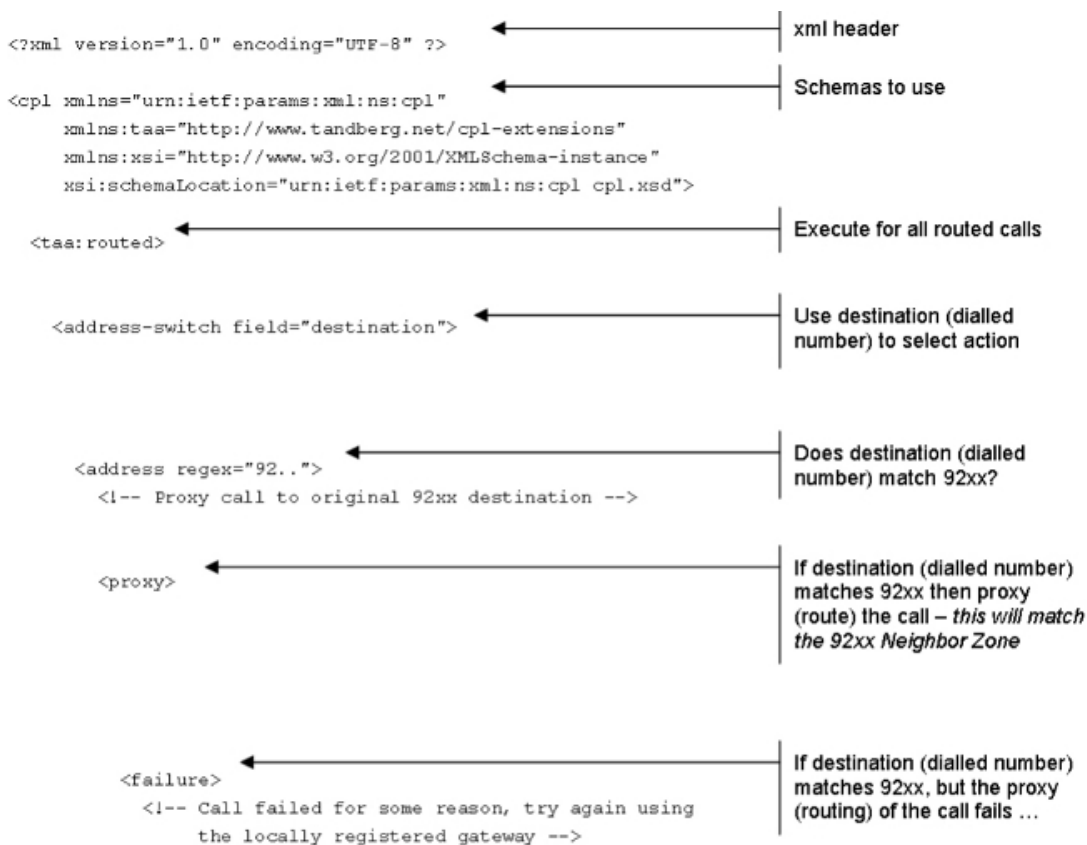 <?xml version="1.0" encoding="UTF-8" ?>
xml header
<cpl xmlns="urn:ietf:params:xml:ns:cpl"
Schemas to use
xmlns:taa="http://www.tandberg.net/cpl-extensions"
xmlns:xsi="http://www.w3.org/2001/XMLSchema-instance"
xsi:schemaLocation="urn:ietf:params:xml:ns:cpl cpl.xsd">
<taa:routed>
Execute for all routed calls
<address-switch field="destination">
Use destination (dialled
number) to select action
<address regex="92..">
<!-- Proxy call to original 92xx destination -->
Does destination (dialled
number) match 92xx?
<proxy>
If destination (dialled number)
matches 92xx then proxy
(route) the call – this will match
the 92xx Neighbor Zone
<failure>
<!-- Call failed for some reason, try again using
the locally registered gateway -->
If destination (dialled number)
matches 92xx, but the proxy
(routing) of the call fails …